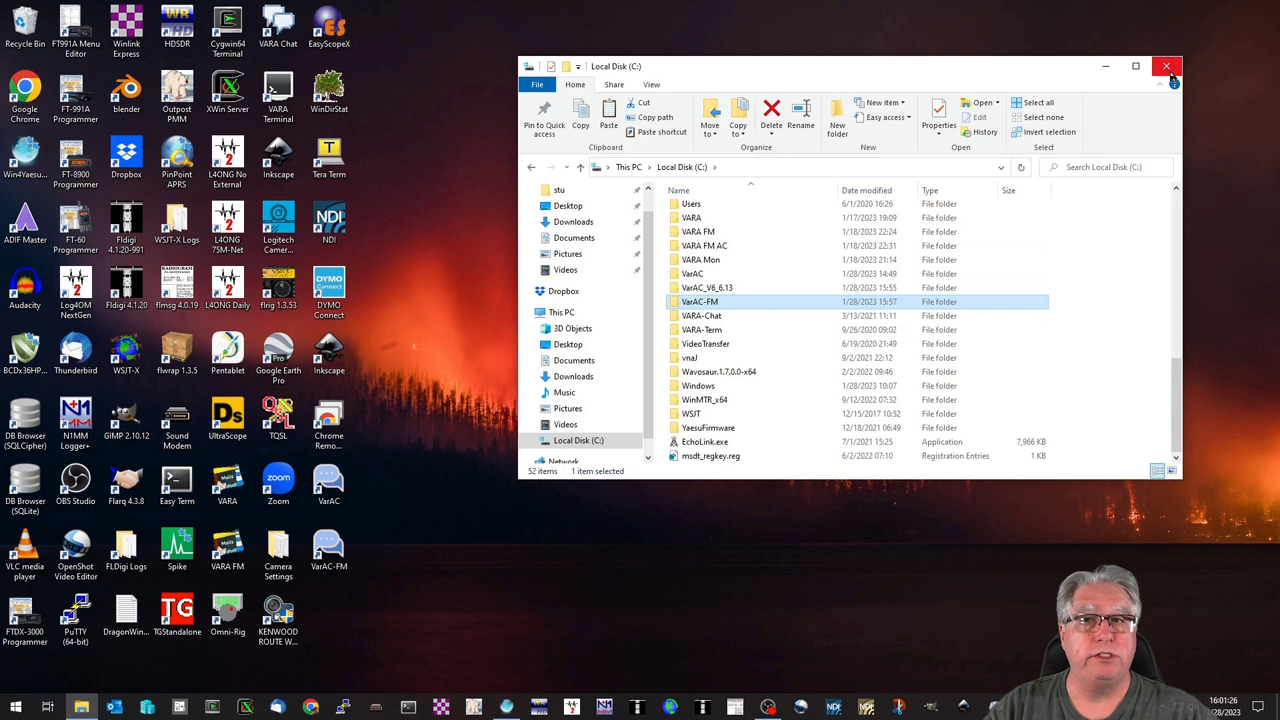 Recycle Bin
FT991A Menu
Editor
Winlink
Express
HDSDR
Cygwin64
Terminal
VARA Chat
EasyScopeX
Google
Chrome
FT-991A
Programmer
blender
Outpost
PMM
XWin Server
VARA
Terminal
WinDirStat
Win4Yaesu...
FT-8900
Programmer
Dropbox
PinPoint
APRS
L4ONG No
External
Inkscape
Tera Term
ADIF Master
FT-60
Programmer
Fldigi
4.1.20-991
WSJT-X Logs
L4ONG
75M-Net
Logitech
Camer...
NDI
Audacity
Log4OM
NextGen
Fldigi 4.1.20
flmsg 4.0.19
L4ONG Daily
flrig 1.3.53
DYMO
Connect
BCDx36HP...
Thunderbird
WSJT-X
flwrap 1.3.5
Pentablet
Google Earth
Pro
Inkscape
DB Browser
(SQLCipher)
N1MM
Logger+
GIMP 2.10.12
Sound
Modem
UltraScope
TQSL
Chrome
Remo...
DB Browser
(SQLite)
OBS Studio
Flarq 4.3.8
Easy Term
VARA
Zoom
VarAC
VLC media
player
OpenShot
Video Editor
FLDigi Logs
Spike
VARA FM
Camera
Settings
VarAC-FM
FTDX-3000
Programmer
PuTTY
(64-bit)
DragonWin...
TGStandalone
Omni-Rig
KENWOOD
ROUTE W...
Local Disk (C:)
File
Home
Share
View
Pin to Quick
access
Copy
Paste
Cut
Copy path
Paste shortcut
Clipboard
Move
to
Copy
to
Delete
Rename
Organize
New
folder
New item
Easy access
New
Properties
Open
Edit
History
Open
Select all
Select none
Invert selection
Select
This PC
Local Disk (C:)
Search Local Disk (C:)
stu
Desktop
Downloads
Documents
Pictures
Videos
Dropbox
This PC
3D Objects
Desktop
Documents
Downloads
Music
Pictures
Videos
Local Disk (C:)
Network
Name Date modified Type Size
Users 6/1/2020 16:26 File folder
VARA 1/17/2023 19:09 File folder
VARA FM 1/18/2023 22:24 File folder
VARA FM AC 1/18/2023 22:31 File folder
VARA Mon 1/18/2023 21:14 File folder
VarAC 1/28/2023 14:49 File folder
VarAC_V6_6.13 1/28/2023 15:55 File folder
VarAC-FM 1/28/2023 15:57 File folder
VARA-Chat 3/13/2021 11:11 File folder
VARA-Term 9/26/2020 09:02 File folder
VideoTransfer 6/19/2020 21:49 File folder
vnaJ 9/2/2021 22:12 File folder
Wavosaur.1.7.0.0-x64 2/2/2022 09:46 File folder
Windows 1/28/2023 10:07 File folder
WinMTR_x64 9/12/2022 07:32 File folder
WSJT 12/15/2017 10:52 File folder
YaesuFirmware 12/18/2021 06:49 File folder
EchoLink.exe 7/1/2021 15:25 Application 7,966 KB
msdt_regkey.reg 6/2/2022 07:10 Registration Entries 1 KB
52 items
1 item selected
16:01:26
/28/2023